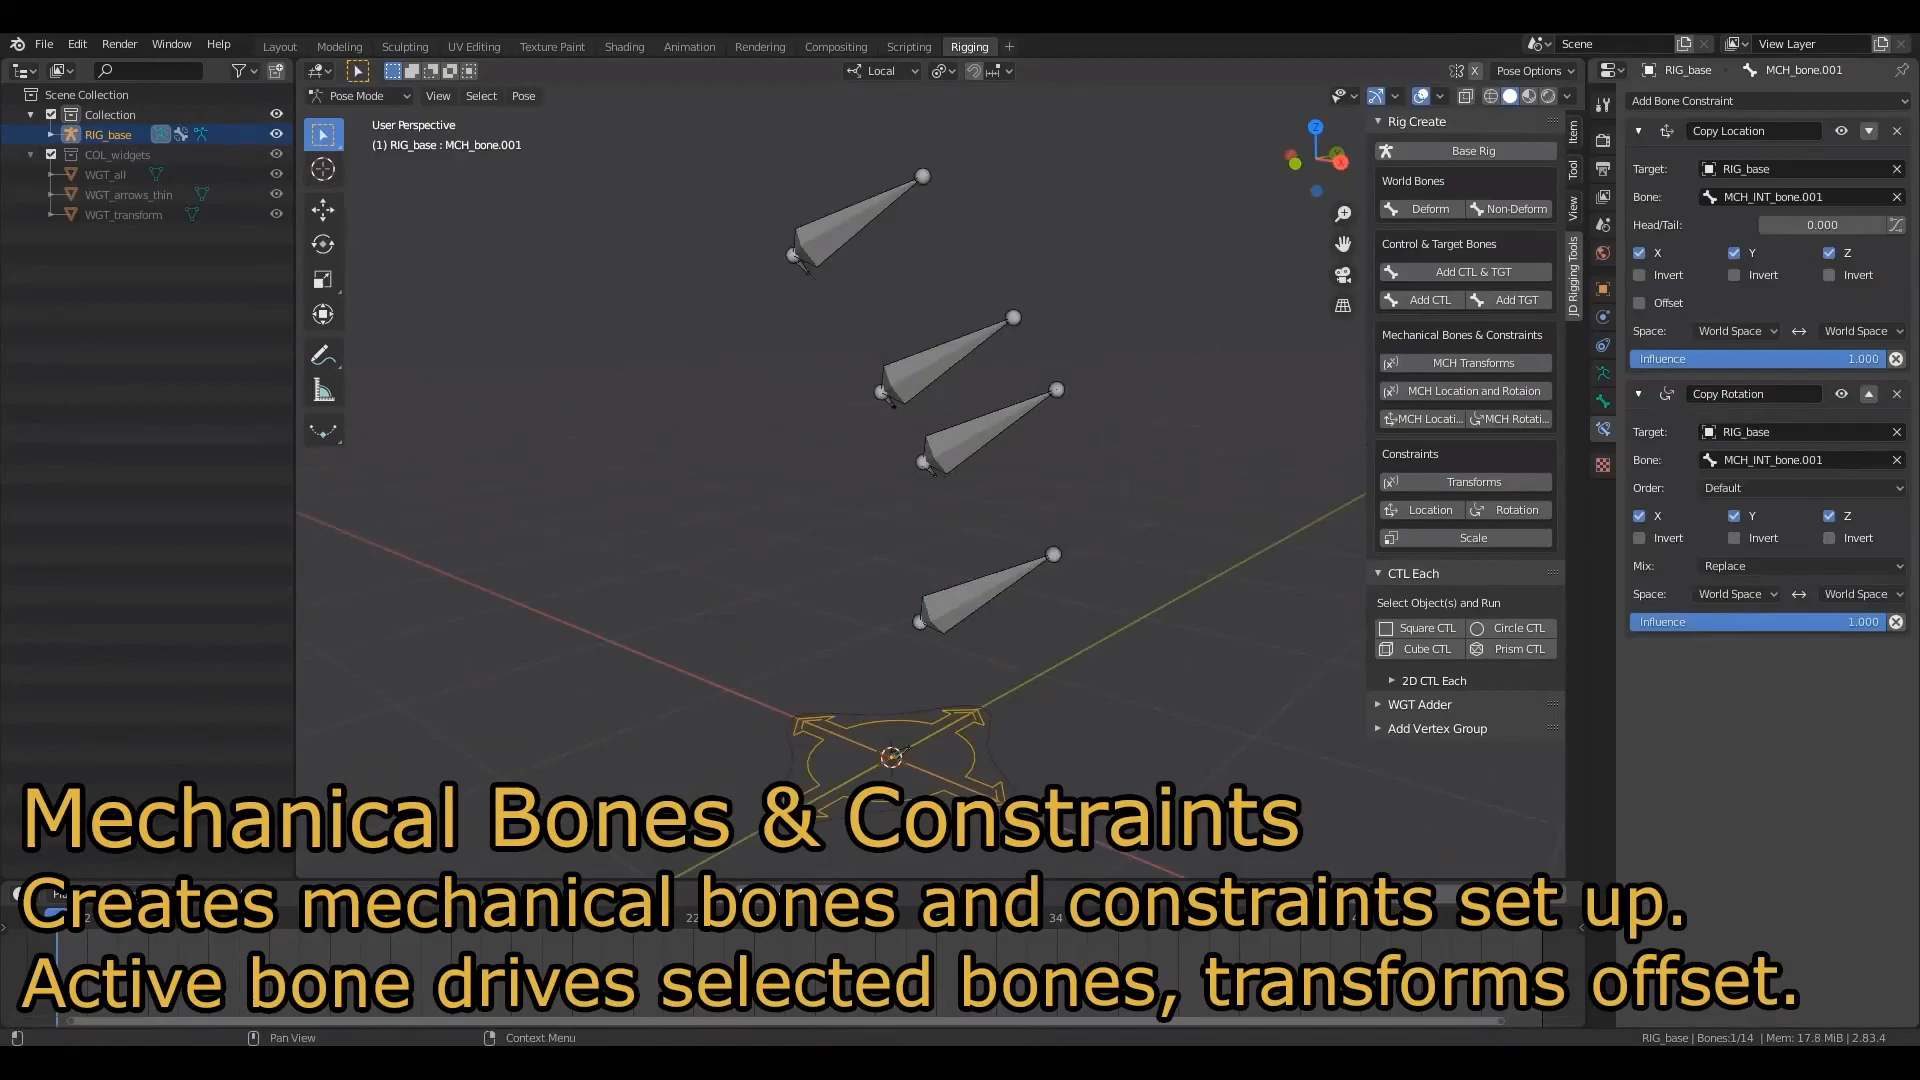 File Edit Render Window Help
Layout Modeling Sculpting UV Editing Texture Paint Shading Animation Rendering Compositing Scripting Rigging
Scene
View Layer
Local
X
Pose Options
RIG_base MCH_bone.001
Scene Collection
Collection
RIG_base
COL_widgets
WGT_all
WGT_arrows_thin
WGT_transform
Pose Mode View Select Pose
User Perspective
(1) RIG_base : MCH_bone.001
Z
X
Rig Create
Base Rig
World Bones
Deform Non-Deform
Control & Target Bones
Add CTL & TGT
Add CTL Add TGT
Mechanical Bones & Constraints
MCH Transforms
MCH Location and Rotaion
MCH Locati... MCH Rotati...
Constraints
Transforms
Location Rotation
Scale
CTL Each
Select Object(s) and Run
Square CTL Circle CTL
Cube CTL Prism CTL
2D CTL Each
WGT Adder
Add Vertex Group
Item
Tool
View
JD Rigging Tools
Add Bone Constraint
Copy Location
Target: RIG_base
Bone: MCH_INT_bone.001
Head/Tail: 0.000
X Y Z
Invert Invert Invert
Offset
Space: World Space World Space
Influence 1.000
Copy Rotation
Target: RIG_base
Bone: MCH_INT_bone.001
Order: Default
X Y Z
Invert Invert Invert
Mix: Replace
Space: World Space World Space
Influence 1.000
Mechanical Bones & Constraints
Creates mechanical bones and constraints set up.
Active bone drives selected bones, transforms offset.
22
34
Pan View
Context Menu
RIG_base | Bones:1/14 | Mem: 17.8 MiB | 2.83.4